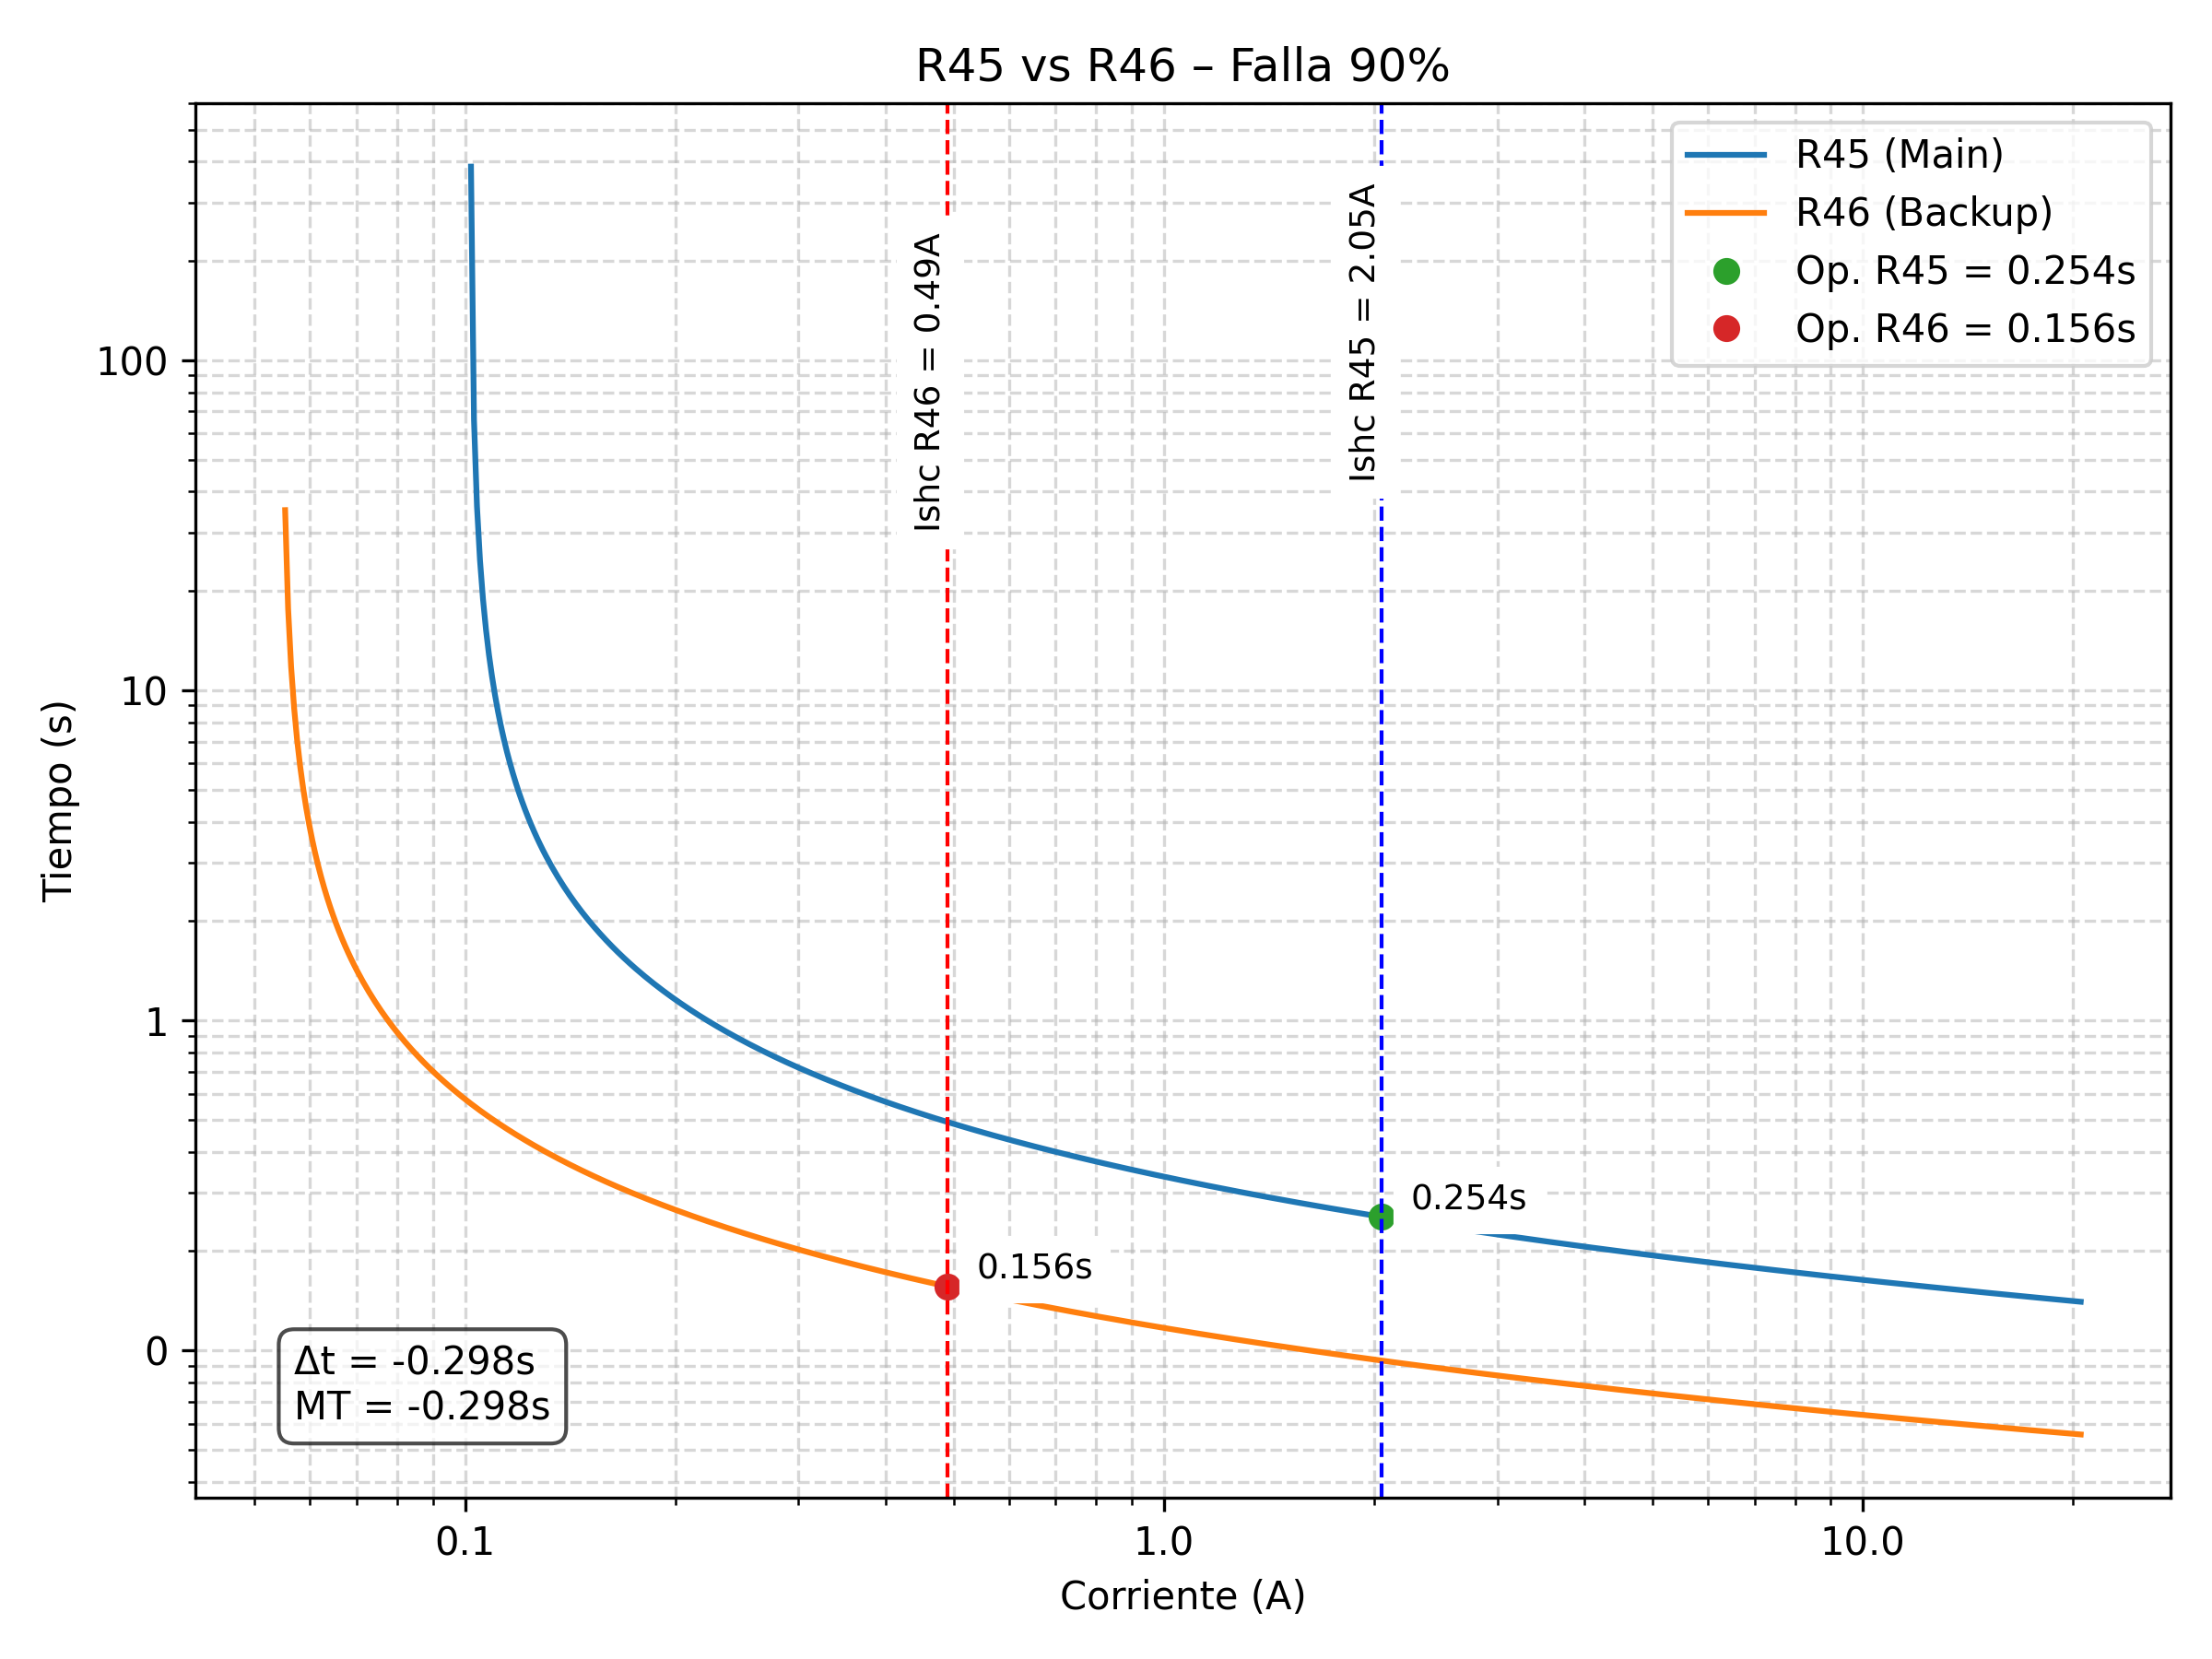 R45 vs R46 – Falla 90%
R45 (Main)
R46 (Backup)
Op. R45 = 0.254s
Op. R46 = 0.156s
Ishc R46 = 0.49A
Ishc R45 = 2.05A
Tiempo (s)
100
10
1
0
0.254s
0.156s
Δt = -0.298s
MT = -0.298s
0.1
1.0
10.0
Corriente (A)